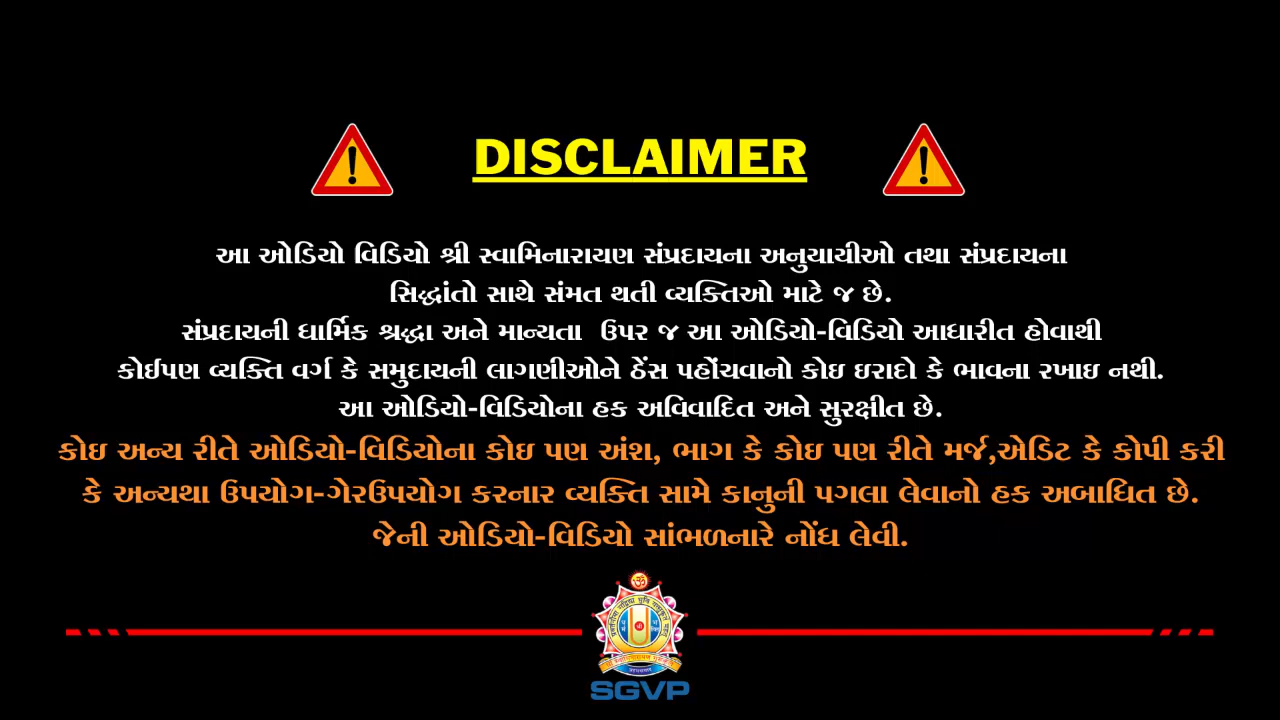 DISCLAIMER
આ ઓડિયો વિડિયો શ્રી સ્વામિનારાયણ સંપ્રદાયના અનુયાયીઓ તથા સંપ્રદાયના
સિદ્ધાંતો સાથે સંમત થતી વ્યક્તિઓ માટે જ છે.
સંપ્રદાયની ધાર્મિક શ્રદ્ધા અને માન્યતા ઉપર જ આ ઓડિયો-વિડિયો આધારીત હોવાથી
કોઈપણ વ્યક્તિ વર્ગ કે સમુદાયની લાગણીઓને ઠેંસ પહોંચવાનો કોઇ ઇરાદો કે ભાવના રખાઇ નથી.
આ ઓડિયો-વિડિયોના હક અવિવાદિત અને સુરક્ષીત છે.
કોઇ અન્ય રીતે ઓડિયો-વિડિયોના કોઇ પણ અંશ, ભાગ કે કોઇ પણ રીતે મર્જ,એડિટ કે કોપી કરી
કે અન્યથા ઉપયોગ-ગેરઉપયોગ કરનાર વ્યક્તિ સામે કાનુની પગલા લેવાનો હક અબાધિત છે.
જેની ઓડિયો-વિડિયો સાંભળનારે નોંધ લેવી.
SGVP